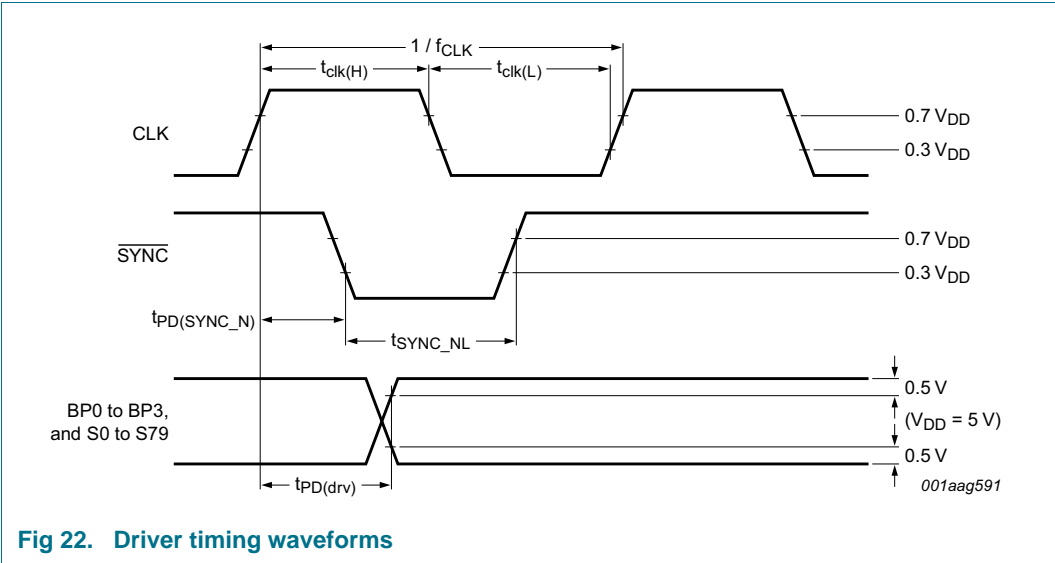 1 / fCLK
tclk(H)
tclk(L)
CLK
0.7 VDD
0.3 VDD
SYNC
0.7 VDD
0.3 VDD
tPD(SYNC_N)
tSYNC_NL
BP0 to BP3,
and S0 to S79
0.5 V
(VDD = 5 V)
0.5 V
tPD(drv)
001aag591
Fig 22. Driver timing waveforms